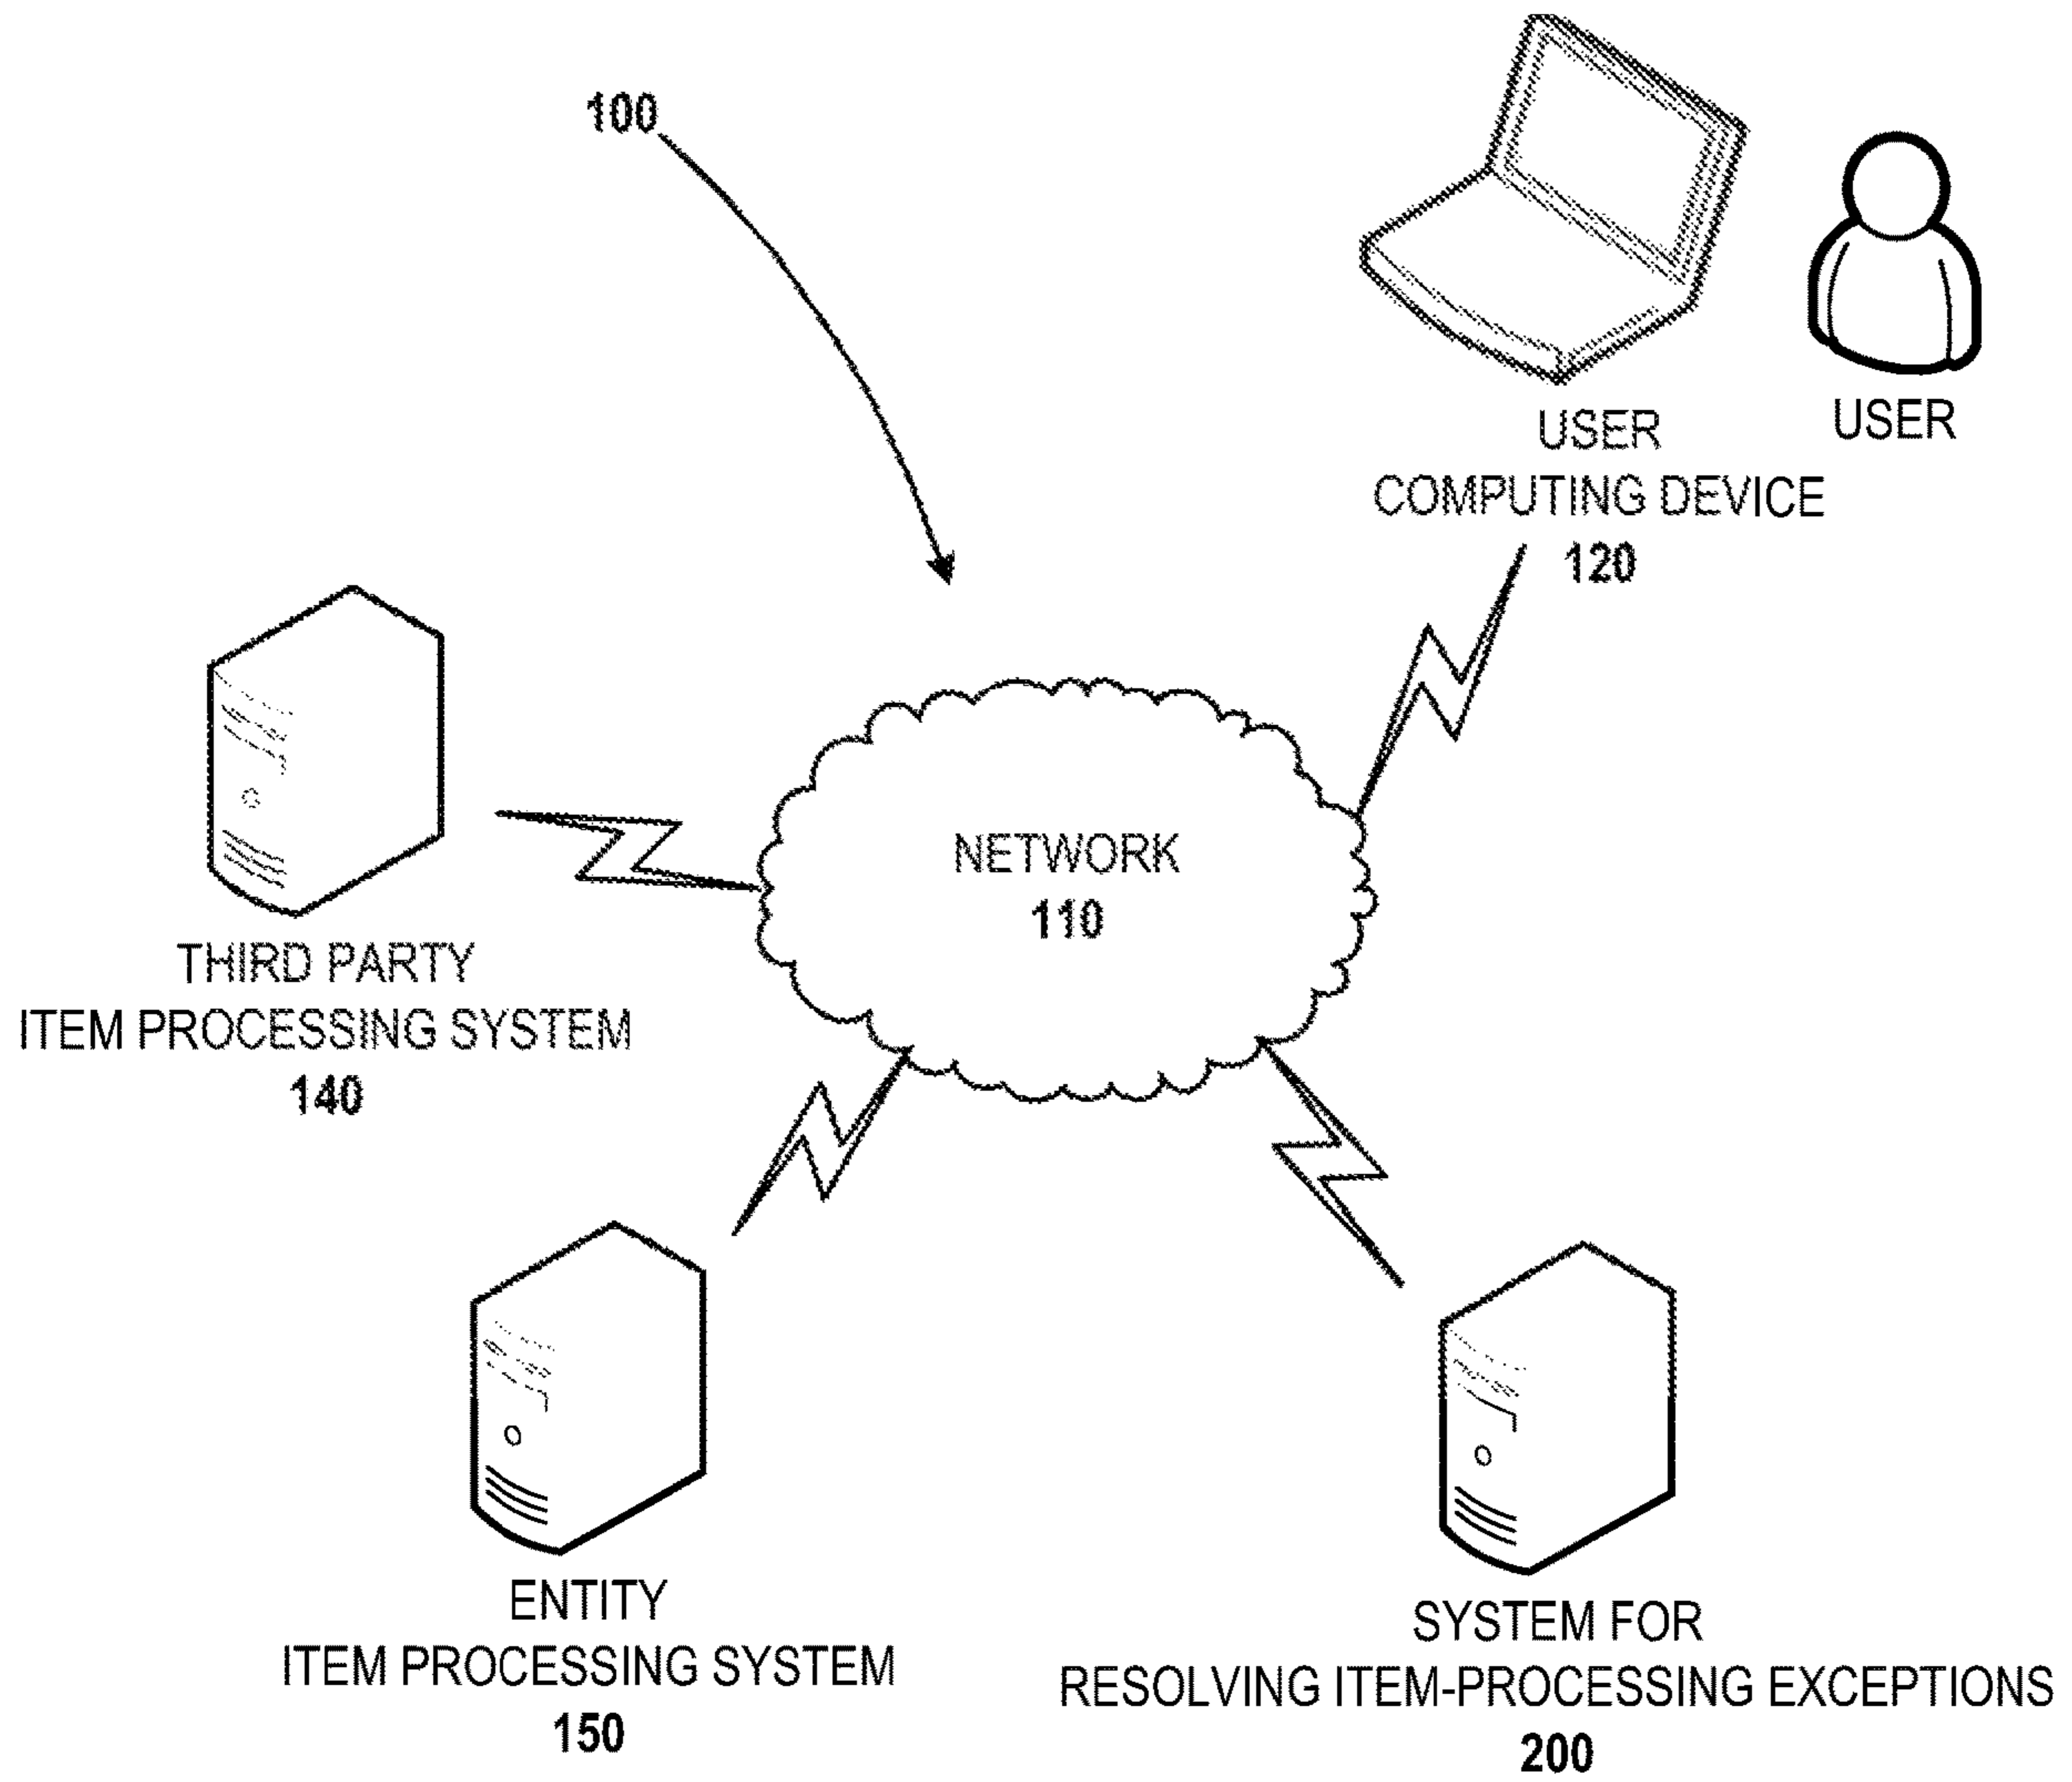 100
USER
COMPUTING DEVICE
120
USER
NETWORK
110
THIRD PARTY
ITEM PROCESSING SYSTEM
140
ENTITY
ITEM PROCESSING SYSTEM
150
SYSTEM FOR
RESOLVING ITEM-PROCESSING EXCEPTIONS
200